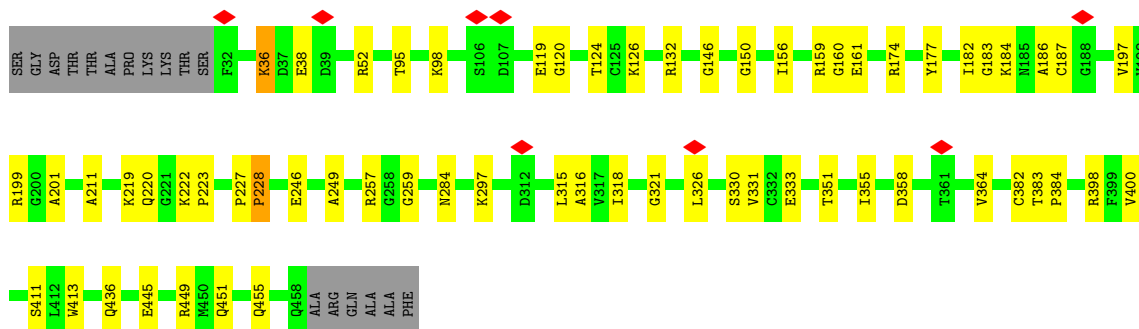 SER GLY ASP THR THR ALA PRO LYS LYS THR SER F32 K36 D37 E38 D39 R52 T95 K98 S106 D107 E119 G120 T124 C125 K126 R132 G146 G150 I156 R159 G160 E161 R174 Y177 I182 G183 K184 N185 A186 C187 G188 V197
R199 G200 A201 A211 K219 Q220 G221 K222 P223 P227 P228 E246 A249 R257 G258 G259 N284 K297 D312 L315 A316 V317 I318 G321 L326 S330 V331 C332 E333 T351 I355 D358 T361 V364 C382 T383 P384 R398 F399 V400
S411 L412 W413 Q436 E445 R449 M450 Q451 Q455 Q458 ALA ARG GLN ALA ALA PHE